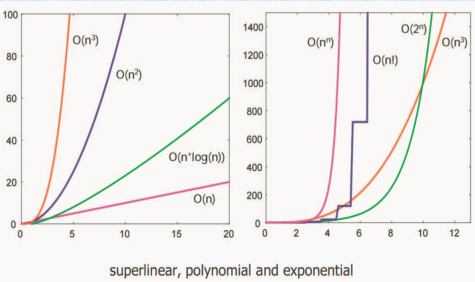 100
80
60
40
20
0
0
5
10
15
20
O(n³)
O(n²)
O(n*log(n))
O(n)
1400
1200
1000
800
600
400
200
0
0
2
4
6
8
10
12
O(nⁿ)
O(n!)
O(2ⁿ)
O(n³)
superlinear, polynomial and exponential